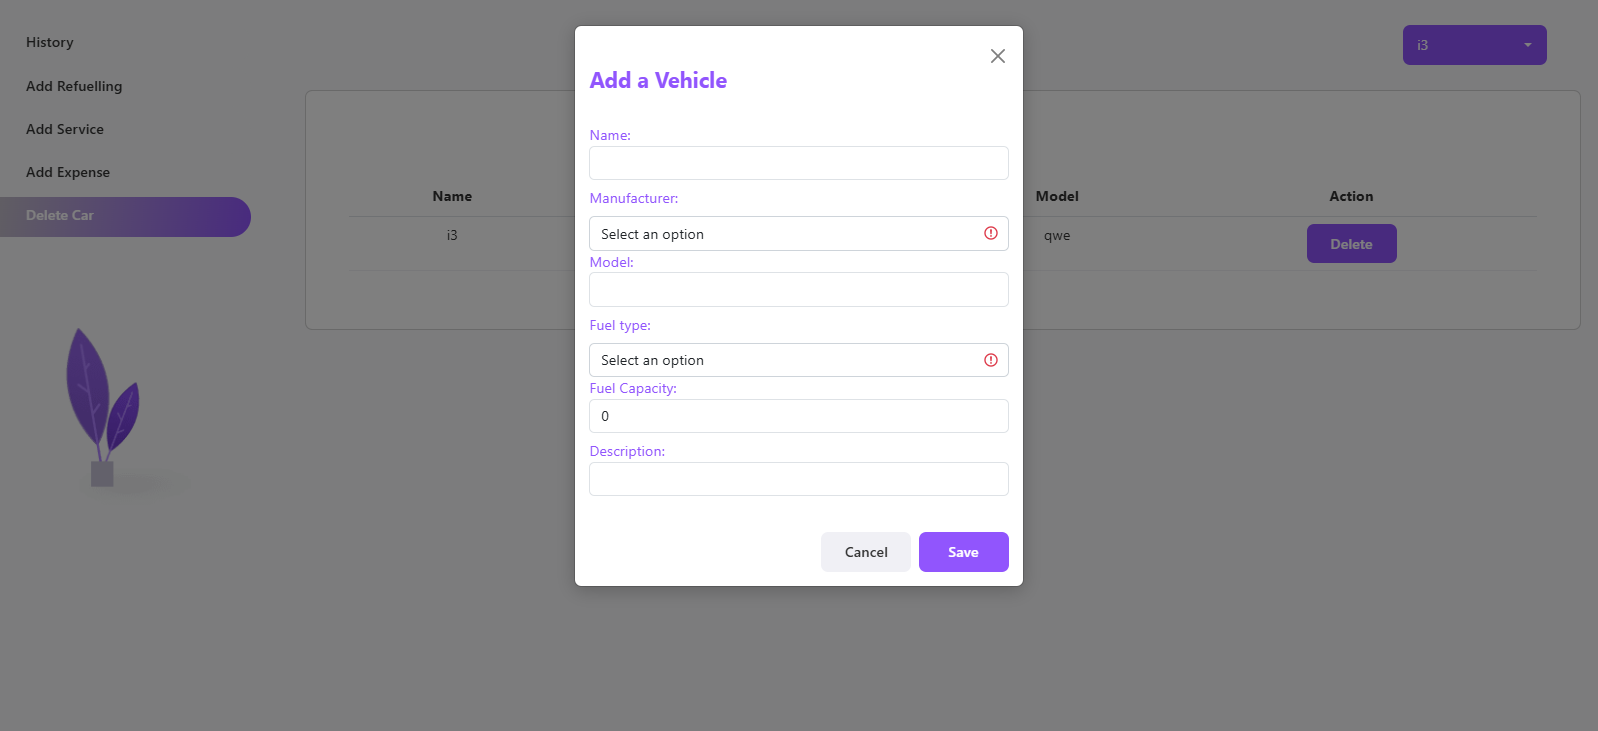 History
Add Refuelling
Add Service
Add Expense
Delete Car
i3
Name
Model
Action
i3
qwe
Delete
Add a Vehicle
Name:
Manufacturer:
Select an option
Model:
Fuel type:
Select an option
Fuel Capacity:
0
Description:
Cancel
Save